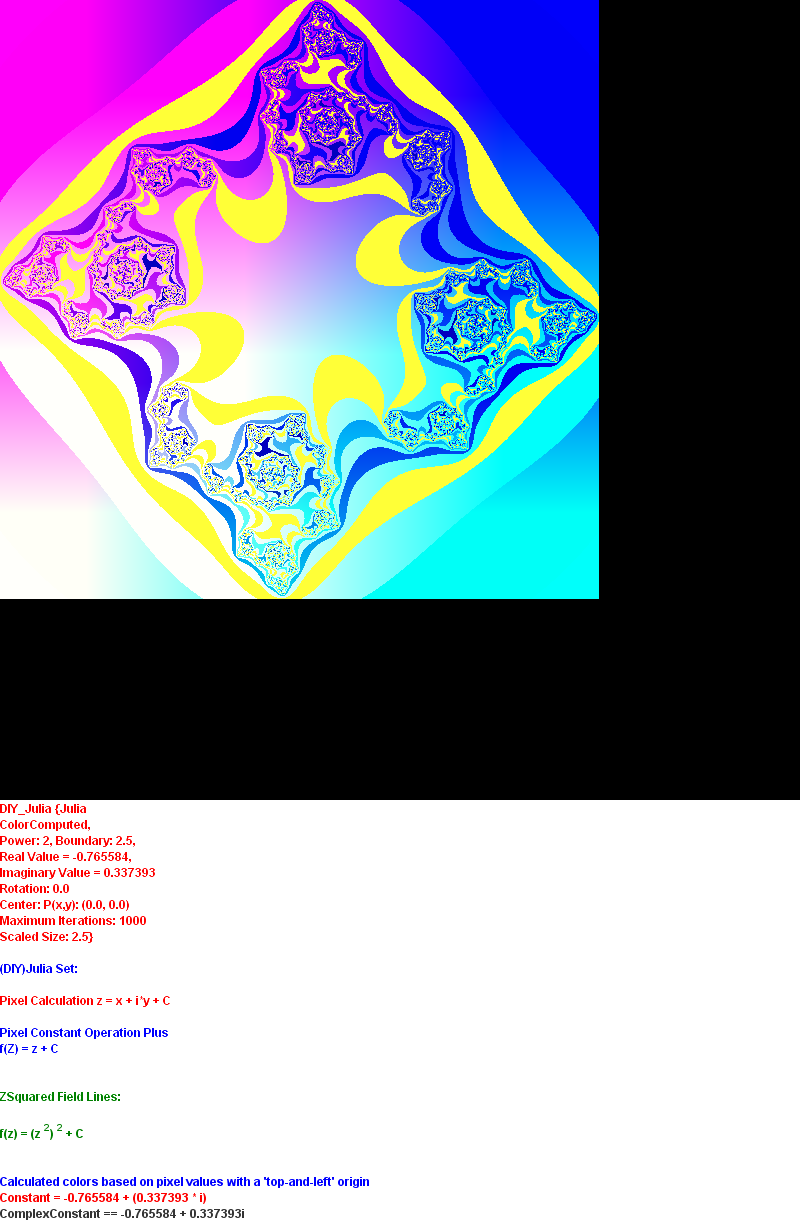 DIY_Julia {Julia
ColorComputed,
Power: 2, Boundary: 2.5,
Real Value = -0.765584,
Imaginary Value = 0.337393
Rotation: 0.0
Center: P(x,y): (0.0, 0.0)
Maximum Iterations: 1000
Scaled Size: 2.5}
(DIY)Julia Set:
Pixel Calculation z = x + i*y + C
Pixel Constant Operation Plus
f(Z) = z + C
ZSquared Field Lines:
f(z) = (z ²) ² + C
Calculated colors based on pixel values with a 'top-and-left' origin
Constant = -0.765584 + (0.337393 * i)
ComplexConstant == -0.765584 + 0.337393i